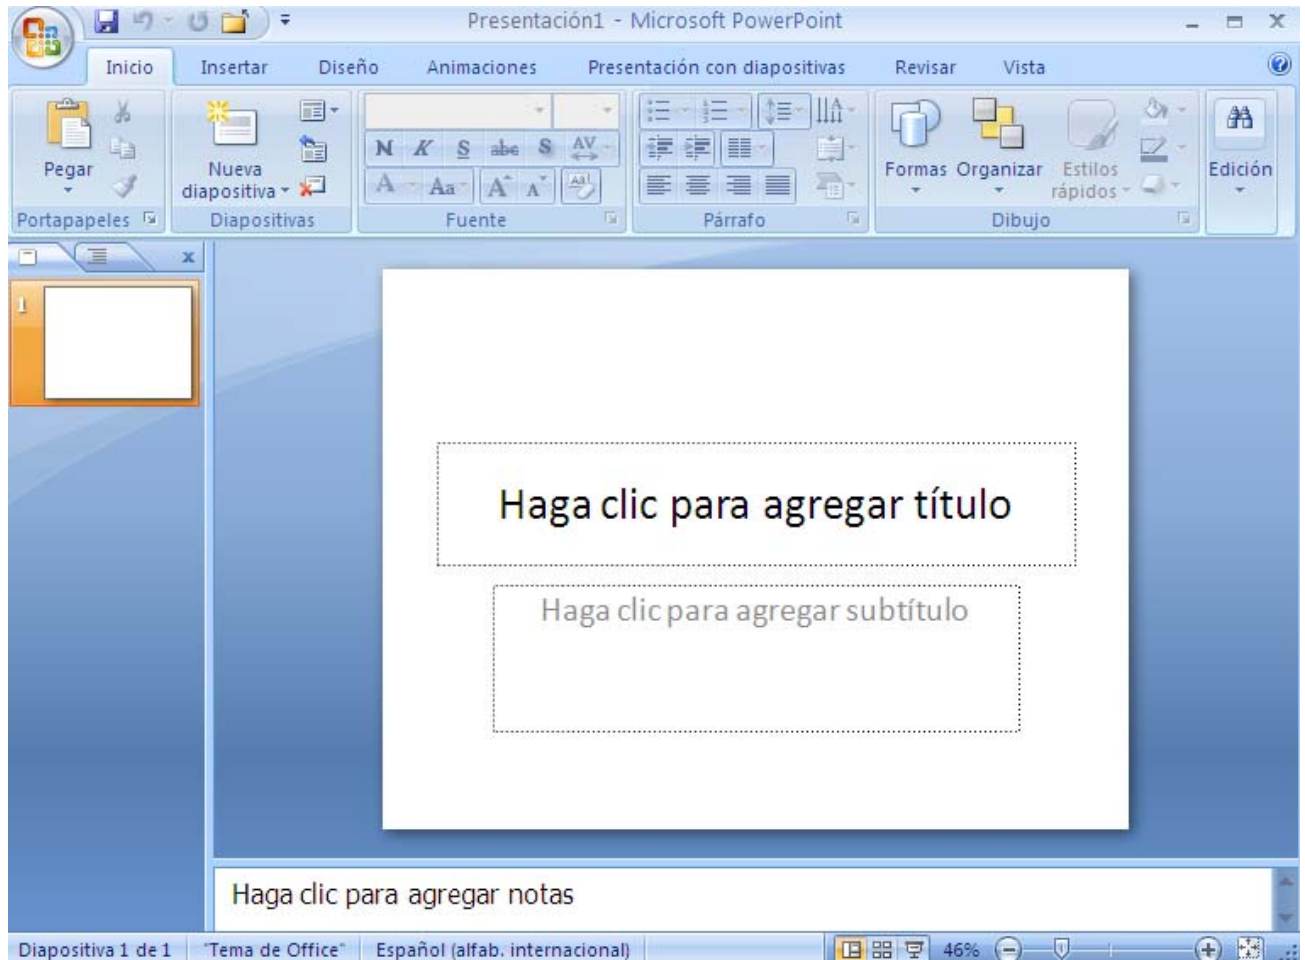 Presentación1 - Microsoft PowerPoint
Inicio Insertar Diseño Animaciones Presentación con diapositivas Revisar Vista
Pegar
Nueva
diapositiva
N K S abc S AV
A Aa A A
Formas Organizar Estilos
rápidos
Edición
Portapapeles Diapositivas Fuente Párrafo Dibujo
1
Haga clic para agregar título
Haga clic para agregar subtítulo
Haga clic para agregar notas
Diapositiva 1 de 1 "Tema de Office" Español (alfab. internacional) 46%